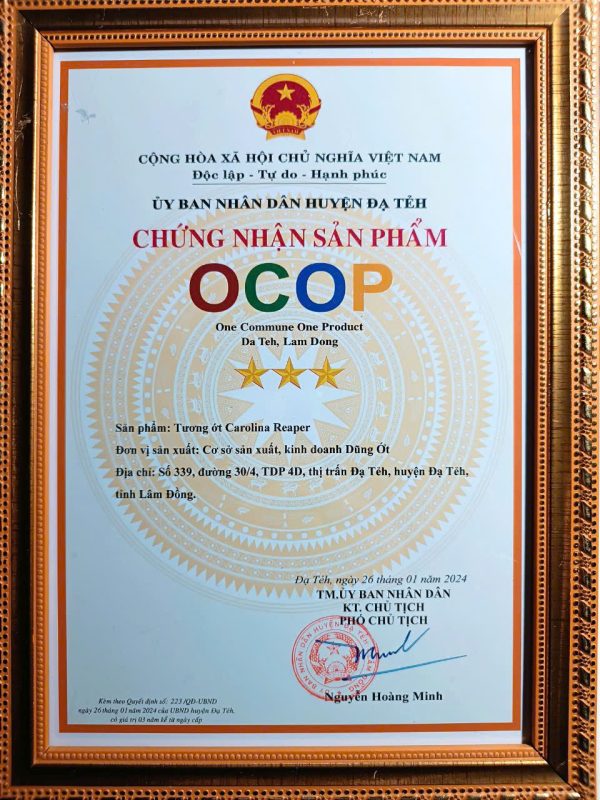 VIỆT NAM
CỘNG HÒA XÃ HỘI CHỦ NGHĨA VIỆT NAM
Độc lập - Tự do - Hạnh phúc
ỦY BAN NHÂN DÂN HUYỆN ĐẠ TẺH
CHỨNG NHẬN SẢN PHẨM
OCOP
One Commune One Product
Da Teh, Lam Dong
Sản phẩm: Tương ớt Carolina Reaper
Đơn vị sản xuất: Cơ sở sản xuất, kinh doanh Dũng Ớt
Địa chỉ: Số 339, đường 30/4, TDP 4D, thị trấn Đạ Tẻh, huyện Đạ Tẻh,
tỉnh Lâm Đồng.
Đạ Tẻh, ngày 26 tháng 01 năm 2024
TM.ỦY BAN NHÂN DÂN
KT. CHỦ TỊCH
PHÓ CHỦ TỊCH
Nguyễn Hoàng Minh
Kèm theo Quyết định số: 223 /QĐ-UBND
ngày 26 tháng 01 năm 2024 của UBND huyện Đạ Tẻh,
có giá trị 03 năm kể từ ngày cấp